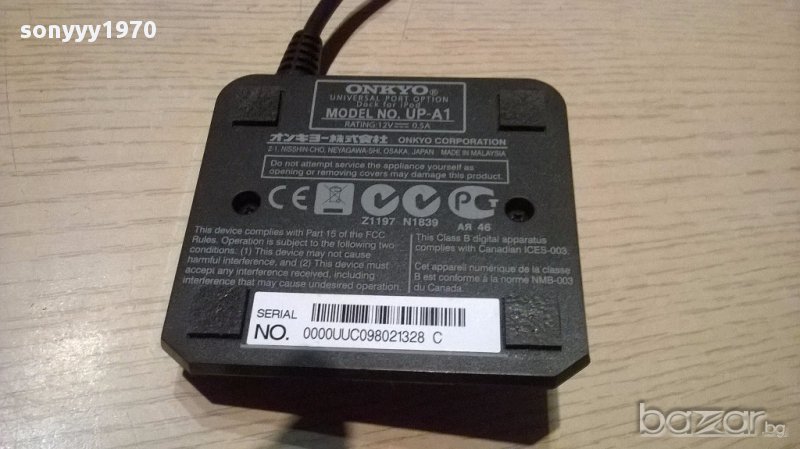 sonyyy1970
ONKYO®
UNIVERSAL PORT OPTION
Dock for iPod
MODEL NO. UP-A1
RATING 12V⎓ 0.5A
オンキヨー株式会社 ONKYO CORPORATION
2-1, NISSHIN-CHO, NEYAGAWA-SHI, OSAKA, JAPAN MADE IN MALAYSIA
Do not attempt service the appliance yourself as
opening or removing covers may damage this product.
CE
Z1197 N1839
РСТ
АЯ 46
This device complies with Part 15 of the FCC
Rules. Operation is subject to the following two
conditions: (1) This device may not cause
harmful interference, and (2) This device must
accept any interference received, including
interference that may cause undesired operation.
This Class B digital apparatus
complies with Canadian ICES-003.
Cet appareil numérique de la classe
B est conforme à la norme NMB-003
du Canada.
SERIAL
NO. 0000UUC098021328 C
bazar.bg